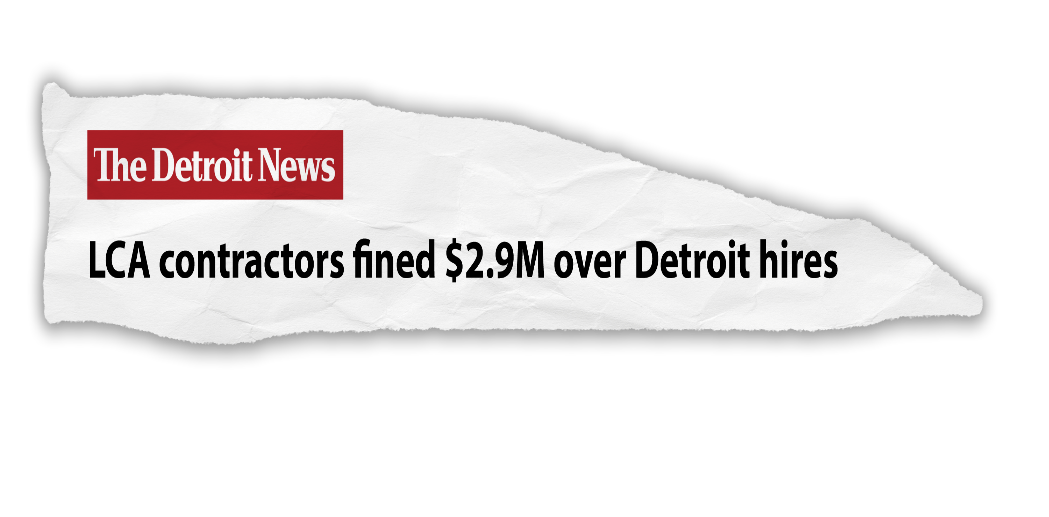 The Detroit News
LCA contractors fined $2.9M over Detroit hires